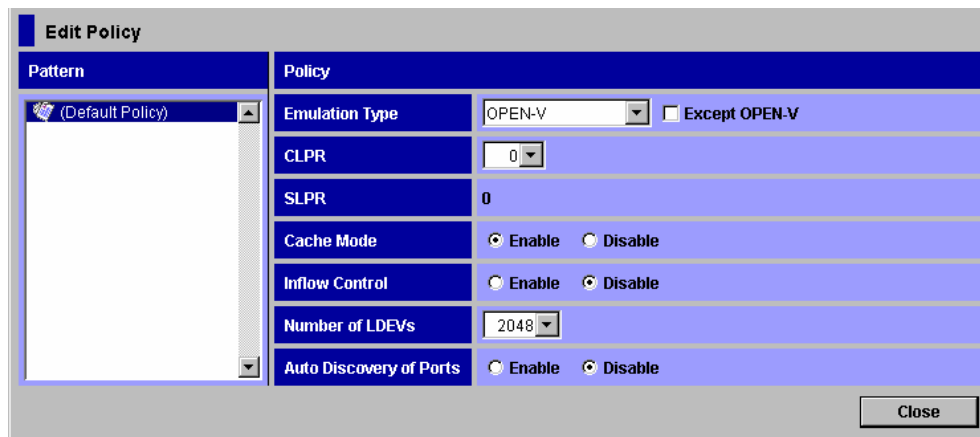 Edit Policy
Pattern
Policy
(Default Policy)
Emulation Type
OPEN-V
Except OPEN-V
CLPR
0
SLPR
0
Cache Mode
Enable
Disable
Inflow Control
Enable
Disable
Number of LDEVs
2048
Auto Discovery of Ports
Enable
Disable
Close